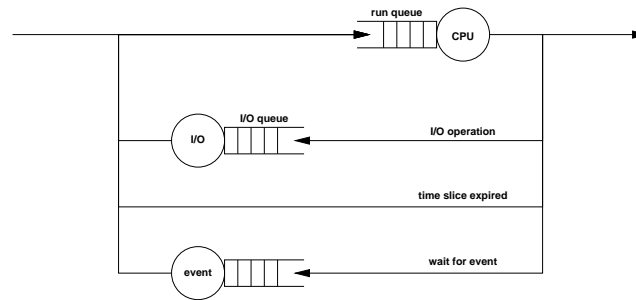 run queue
CPU
I/O queue
I/O
I/O operation
time slice expired
event
wait for event